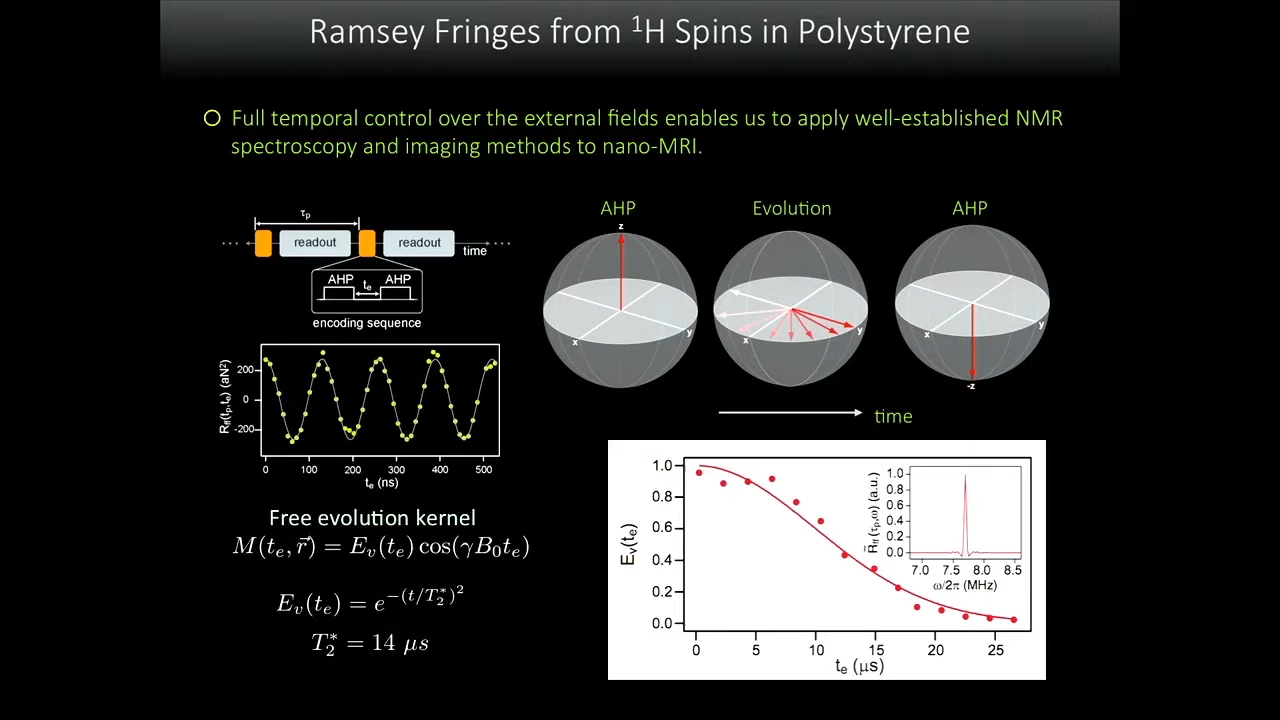 Ramsey Fringes from ¹H Spins in Polystyrene
Full temporal control over the external fields enables us to apply well-established NMR
spectroscopy and imaging methods to nano-MRI.
τp
readout
readout
time
AHP
te
AHP
encoding sequence
AHP
Evolution
AHP
z
x
y
x
y
x
y
-z
time
Rff(tp,te) (aN²)
200
0
-200
0 100 200 300 400 500
te (ns)
Free evolution kernel
M(te, r⃗) = Ev(te) cos(γB0te)
Ev(te) = e^−(t/T2*)²
T2* = 14 μs
Ev(te)
1.0
0.8
0.6
0.4
0.2
0.0
0 5 10 15 20 25
te (μs)
R̃ff(τp,ω) (a.u.)
1.0
0.8
0.6
0.4
0.2
0.0
7.0 7.5 8.0 8.5
ω/2π (MHz)